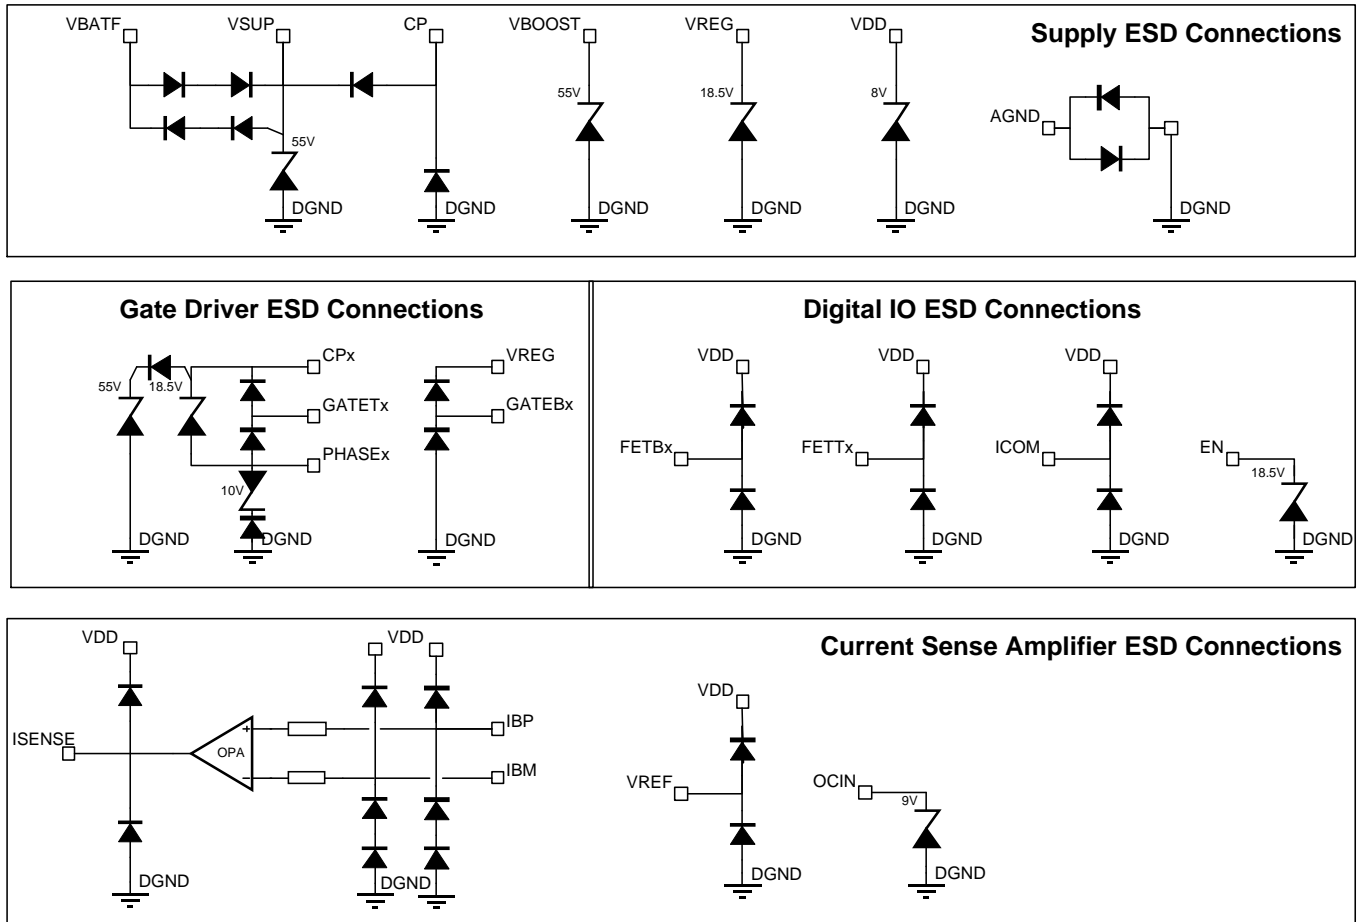 VBATF VSUP CP VBOOST VREG VDD
Supply ESD Connections
55V 18.5V 8V
AGND
55V
DGND DGND DGND DGND DGND DGND
Gate Driver ESD Connections
CPx VREG
55V 18.5V
GATETx GATEBx
PHASEx
10V
DGND DGND DGND
Digital IO ESD Connections
VDD VDD VDD
FETBx FETTx ICOM EN
18.5V
DGND DGND DGND DGND
Current Sense Amplifier ESD Connections
VDD VDD
VDD
IBP
+
ISENSE OPA
IBM
−
VREF OCIN
9V
DGND DGND DGND DGND